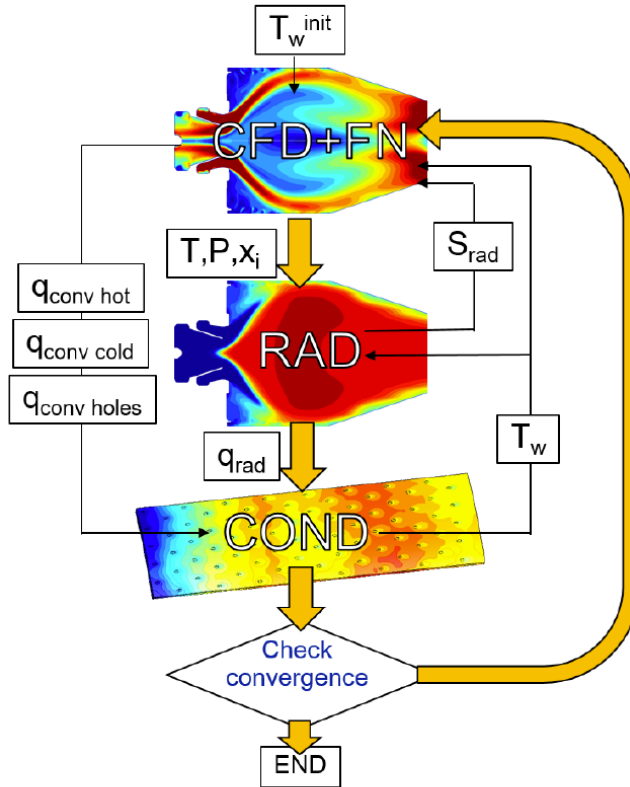 T_w^init
CFD+FN
T,P,x_i
S_rad
q_conv hot
q_conv cold
q_conv holes
RAD
q_rad
T_w
COND
Check
convergence
END